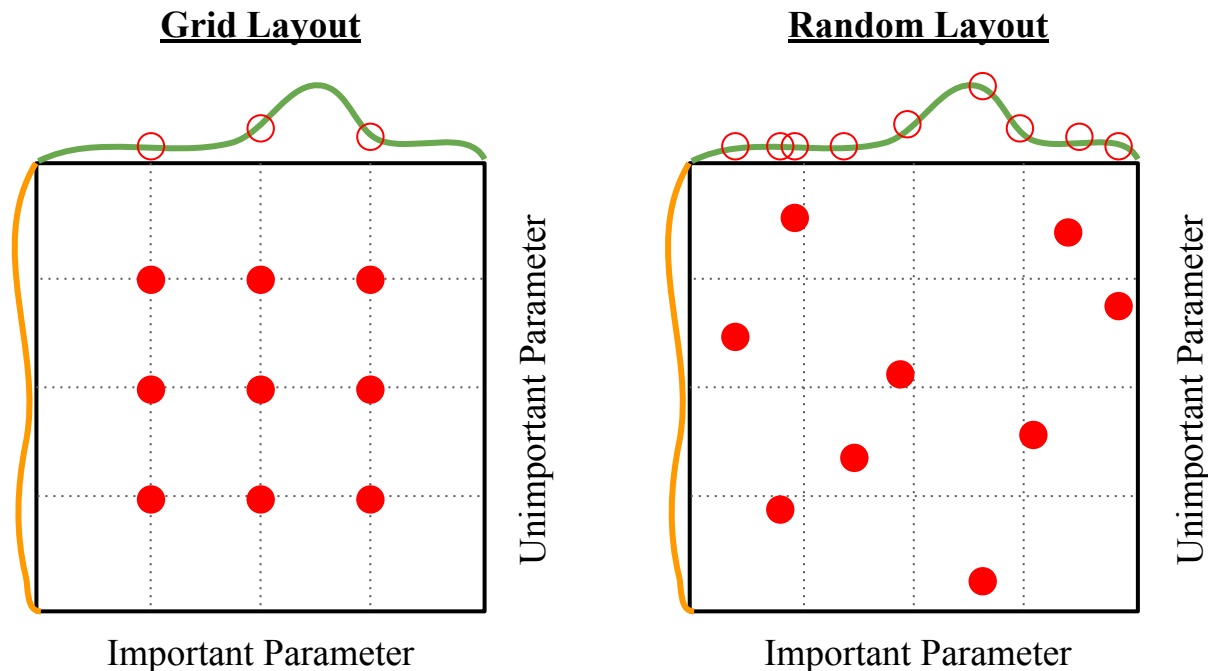 Grid Layout
Random Layout
Unimportant Parameter
Unimportant Parameter
Important Parameter
Important Parameter